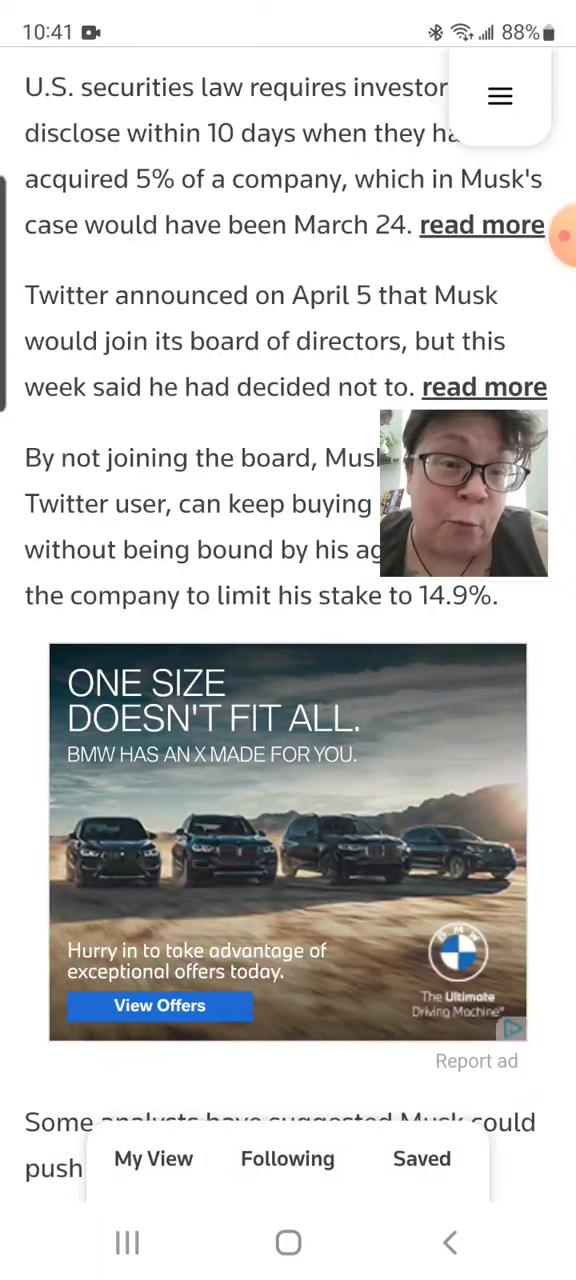 10:41
88%
U.S. securities law requires investor
disclose within 10 days when they ha
acquired 5% of a company, which in Musk's
case would have been March 24. read more
Twitter announced on April 5 that Musk
would join its board of directors, but this
week said he had decided not to. read more
By not joining the board, Musk
Twitter user, can keep buying
without being bound by his ag
the company to limit his stake to 14.9%.
ONE SIZE
DOESN'T FIT ALL.
BMW HAS AN X MADE FOR YOU.
Hurry in to take advantage of
exceptional offers today.
View Offers
BMW
The Ultimate
Driving Machine®
Report ad
Some analysts have suggested Musk could
push
My View Following Saved